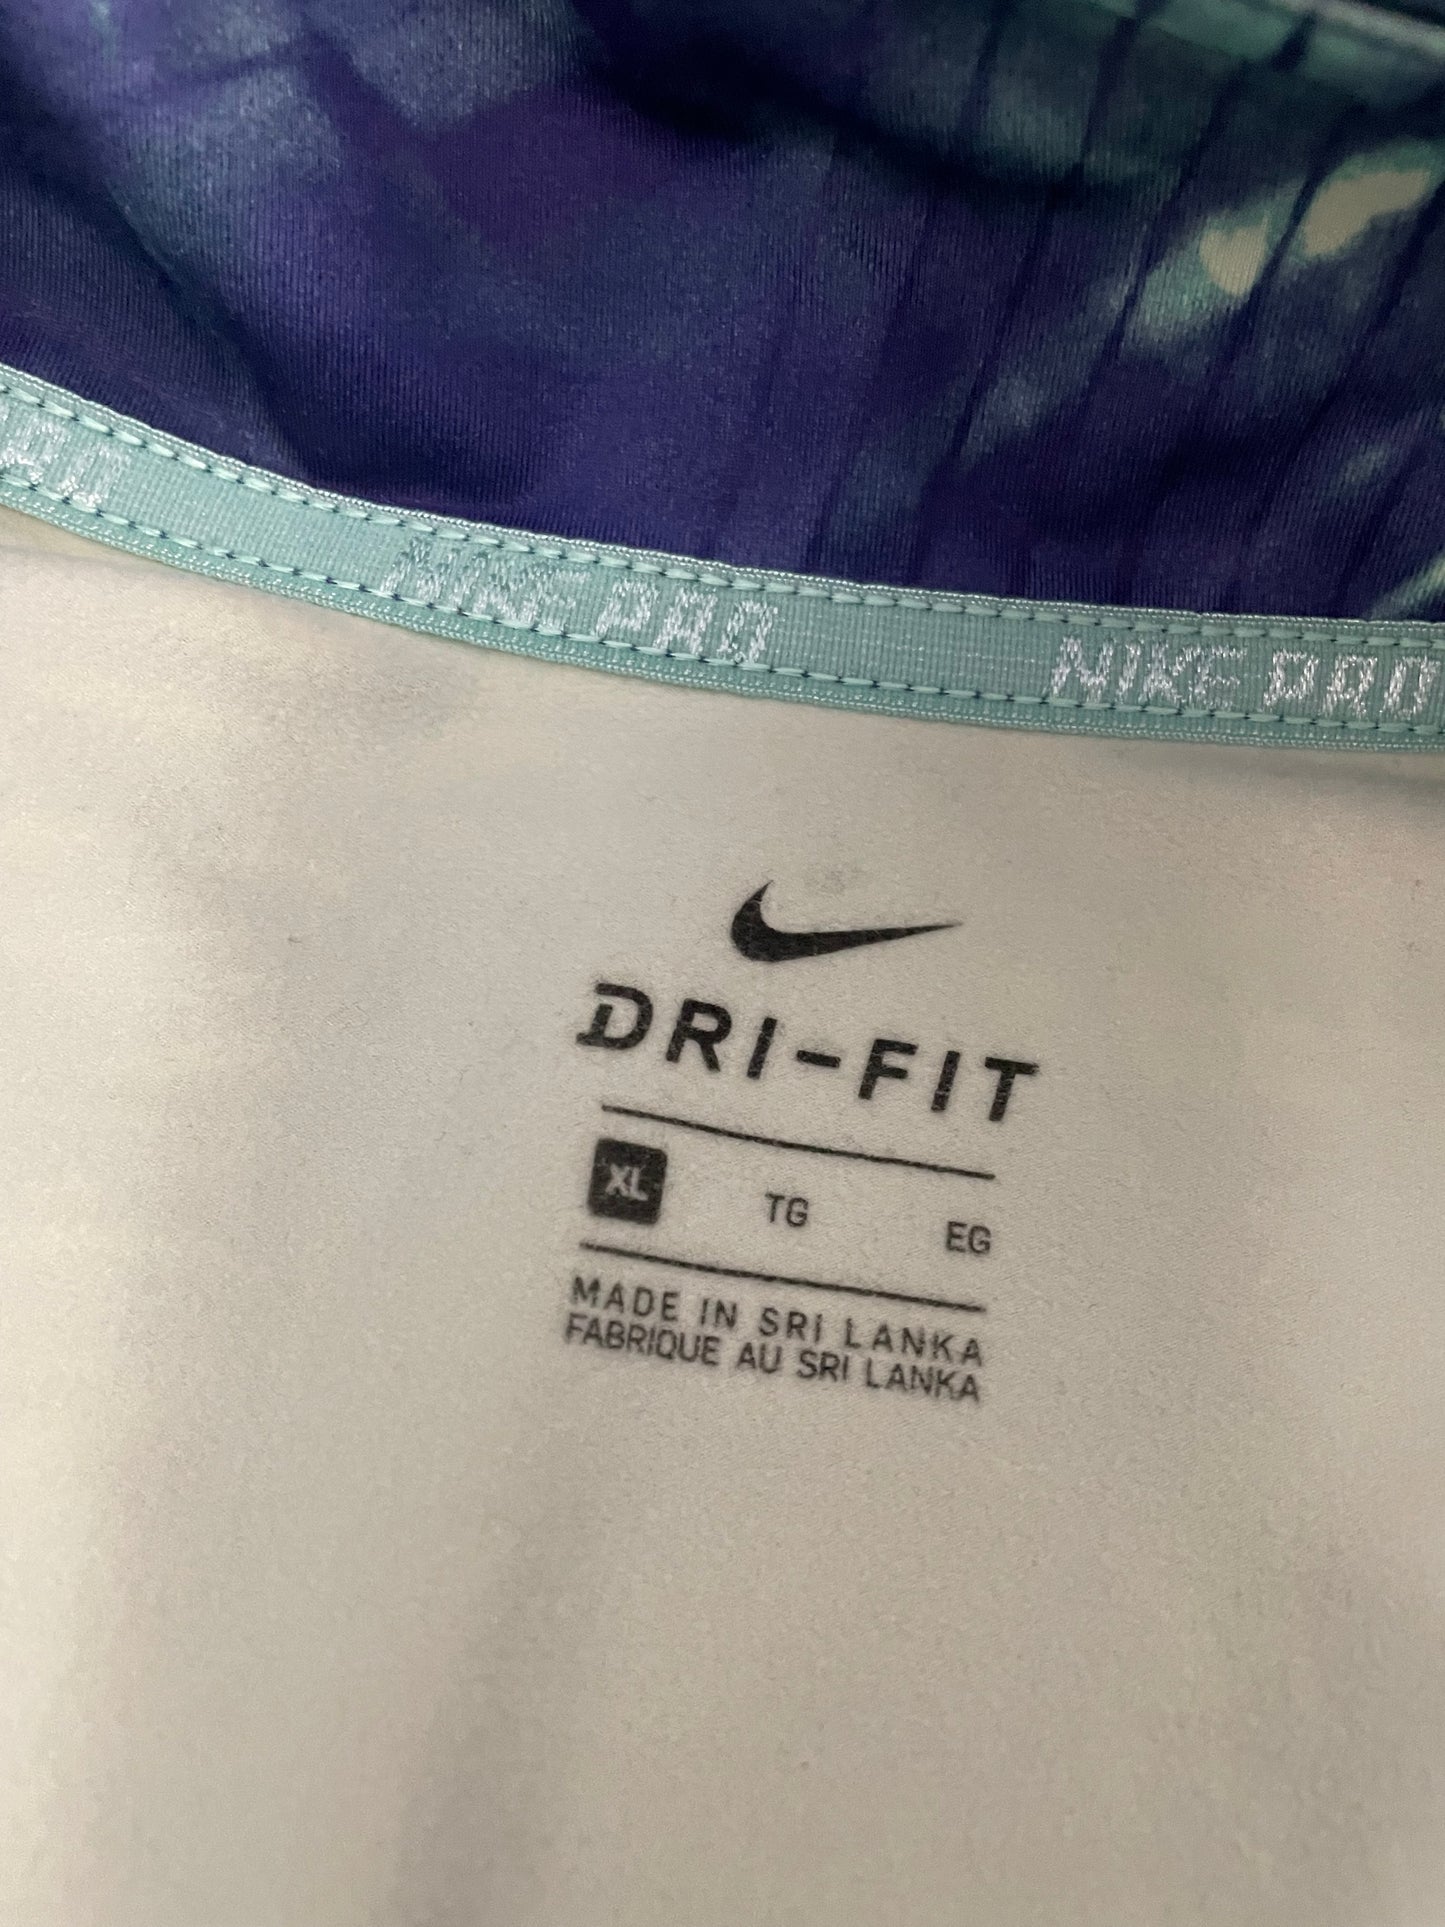 NIKE PRO NIKE PRO
DRI-FIT
XL TG EG
MADE IN SRI LANKA
FABRIQUE AU SRI LANKA